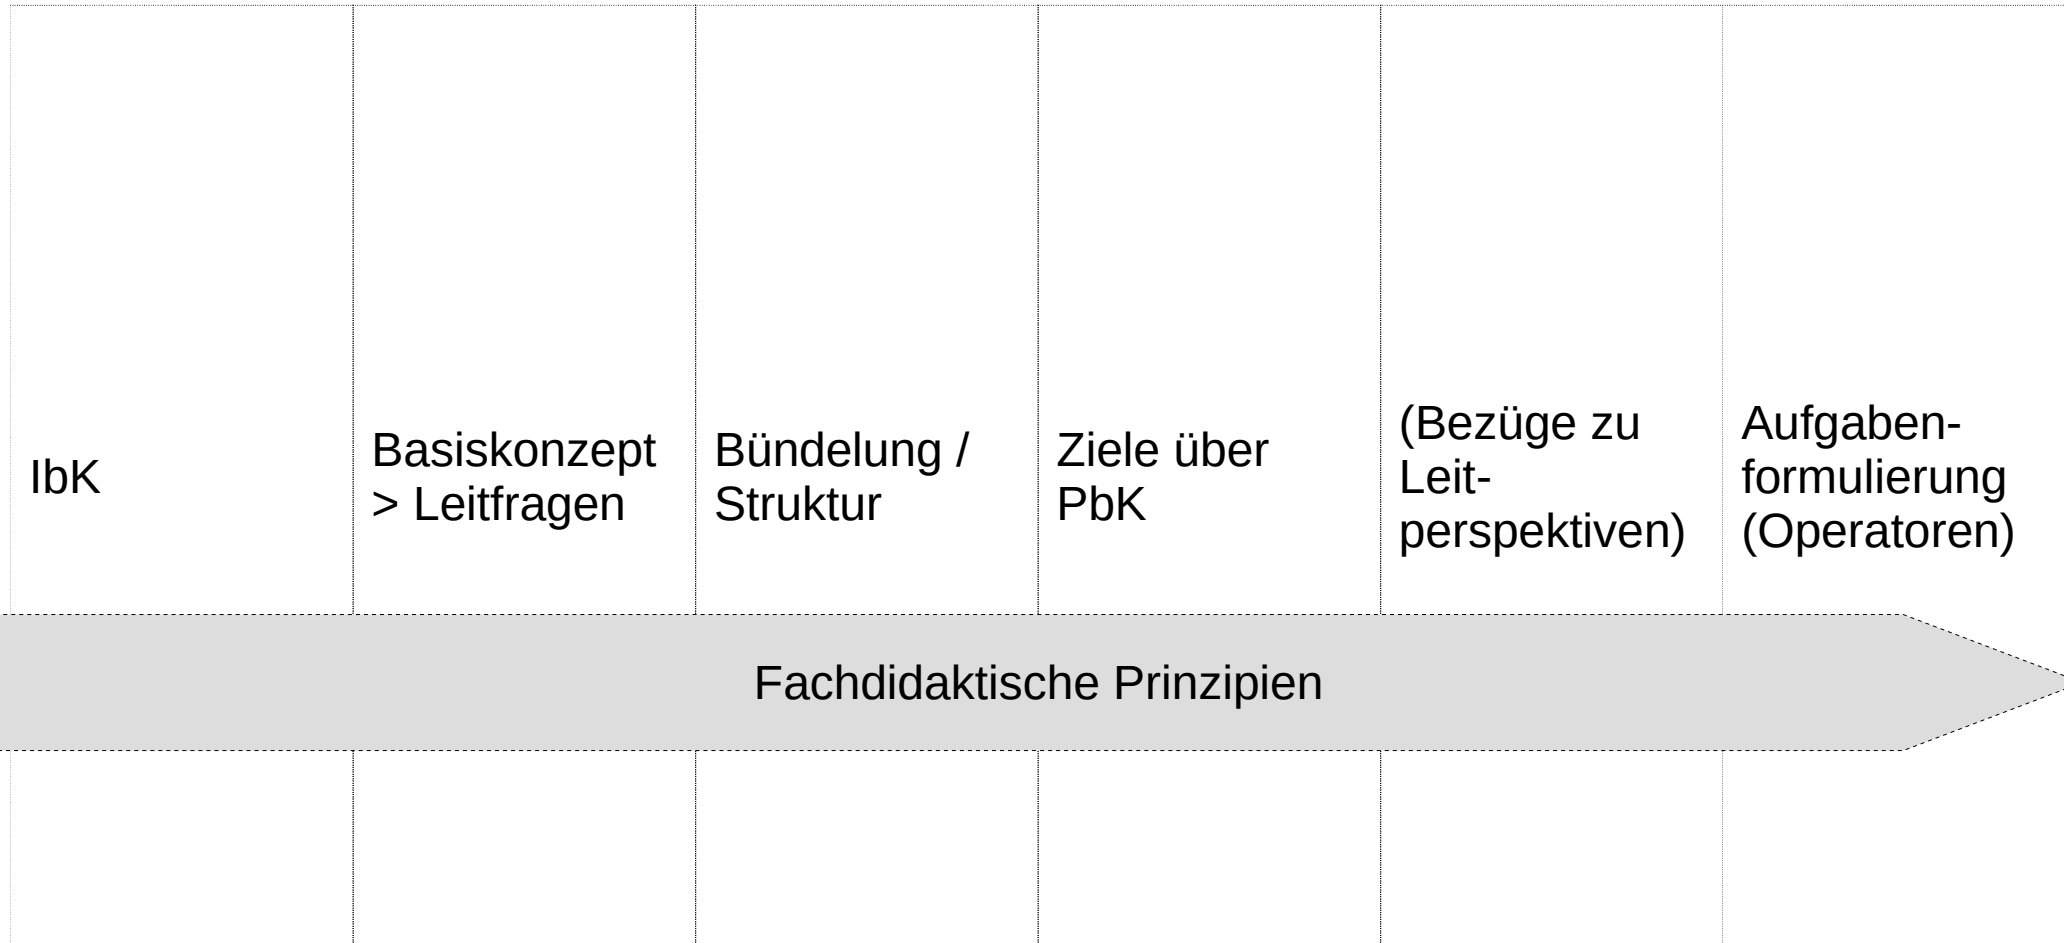 IbK
Basiskonzept
> Leitfragen
Bündelung /
Struktur
Ziele über
PbK
(Bezüge zu
Leit-
perspektiven)
Aufgaben-
formulierung
(Operatoren)
Fachdidaktische Prinzipien